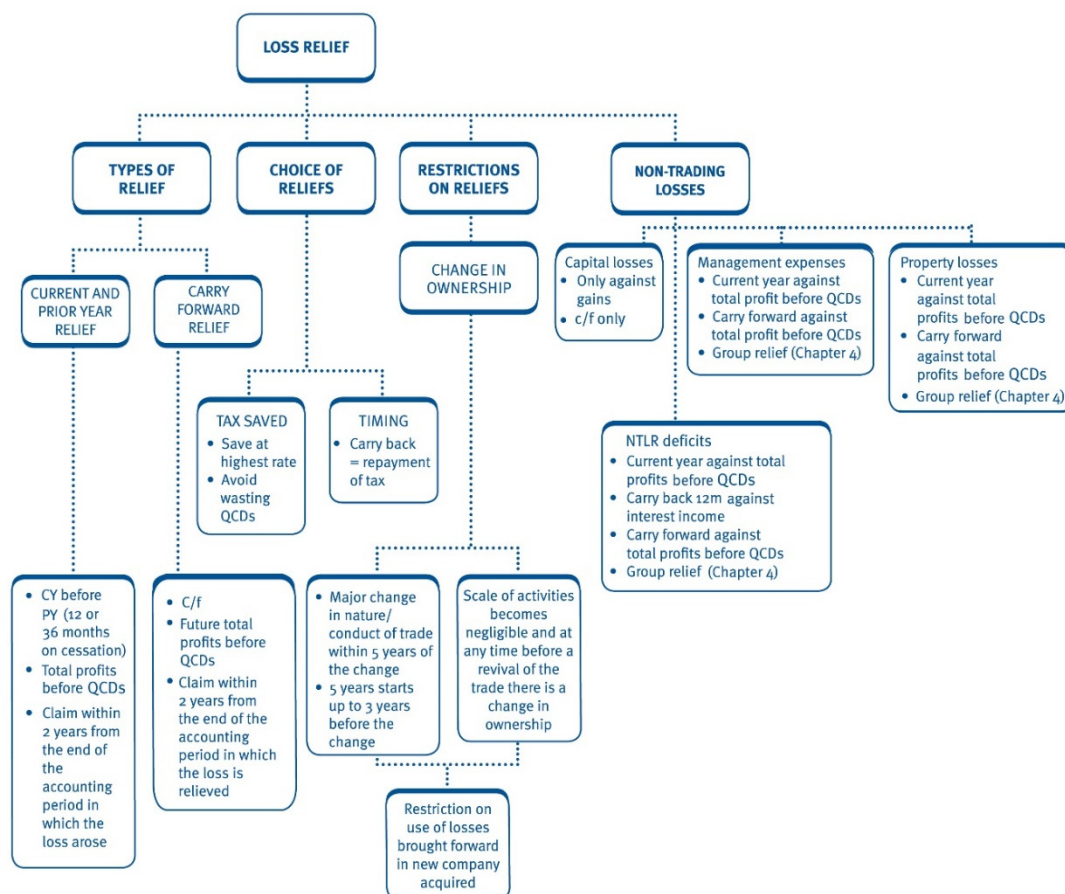 LOSS RELIEF
TYPES OF
RELIEF
CHOICE OF
RELIEFS
RESTRICTIONS
ON RELIEFS
NON-TRADING
LOSSES
CURRENT AND
PRIOR YEAR
RELIEF
CARRY
FORWARD
RELIEF
CHANGE IN
OWNERSHIP
Capital losses
• Only against
gains
• c/f only
Management expenses
• Current year against
total profit before QCDs
• Carry forward against
total profit before QCDs
• Group relief (Chapter 4)
Property losses
• Current year
against total
profits before QCDs
• Carry forward
against total
profits before QCDs
• Group relief (Chapter 4)
TAX SAVED
• Save at
highest rate
• Avoid
wasting
QCDs
TIMING
• Carry back
= repayment
of tax
NTLR deficits
• Current year against total
profits before QCDs
• Carry back 12m against
interest income
• Carry forward against
total profits before QCDs
• Group relief (Chapter 4)
• CY before
PY (12 or
36 months
on cessation)
• Total profits
before QCDs
• Claim within
2 years from
the end of
the
accounting
period in
which the
loss arose
• C/f
• Future total
profits before
QCDs
• Claim within
2 years from
the end of the
accounting
period in which
the loss is
relieved
• Major change
in nature/
conduct of trade
within 5 years of
the change
• 5 years starts
up to 3 years
before the
change
Scale of activities
becomes
negligible and at
any time before a
revival of the
trade there is a
change in
ownership
Restriction on
use of losses
brought forward
in new company
acquired